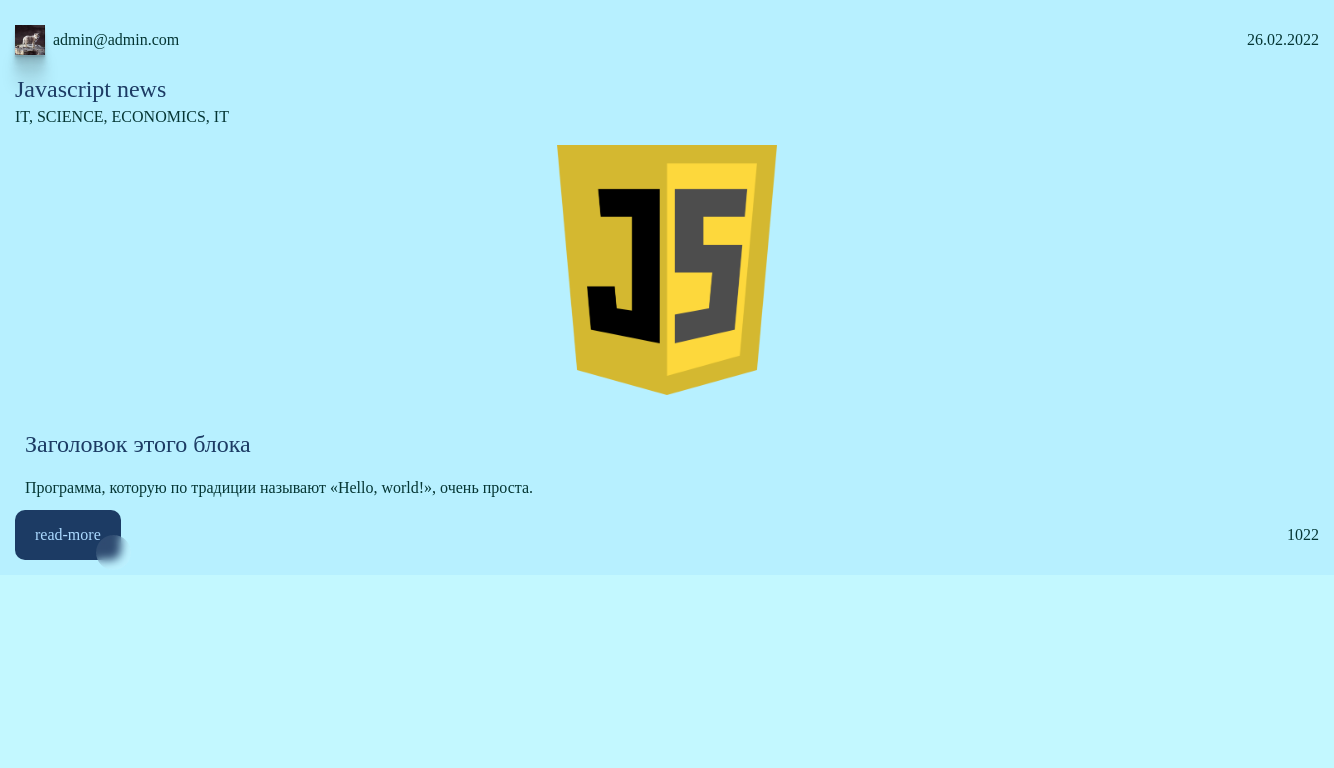 admin@admin.com 26.02.2022
Javascript news
IT, SCIENCE, ECONOMICS, IT
JS
Заголовок этого блока
Программа, которую по традиции называют «Hello, world!», очень проста.
read-more 1022